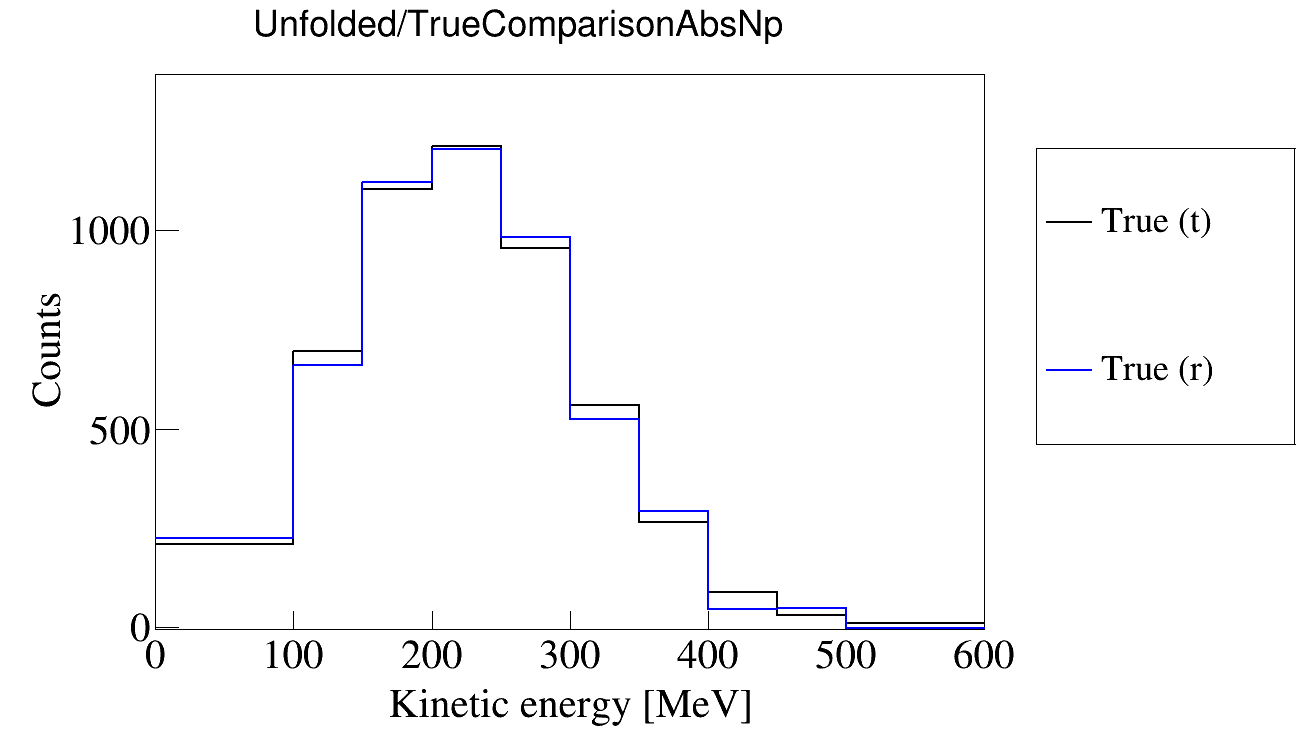 Unfolded/TrueComparisonAbsNp
1000
500
0
Counts
0 100 200 300 400 500 600
Kinetic energy [MeV]
True (t)
True (r)